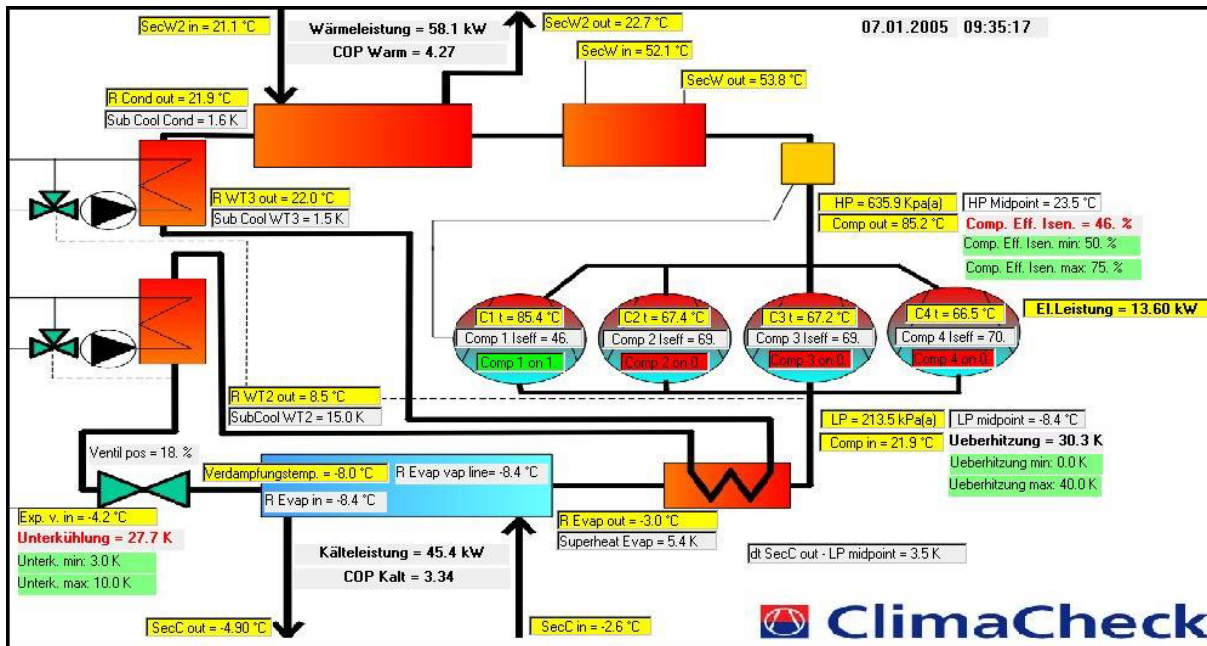 SecW2 in = 21.1 °C
Wärmeleistung = 58.1 kW
COP Warm = 4.27
SecW2 out = 22.7 °C
07.01.2005 09:35:17
SecW in = 52.1 °C
SecW out = 53.8 °C
R Cond out = 21.9 °C
Sub Cool Cond = 1.6 K
R WT3 out = 22.0 °C
Sub Cool WT3 = 1.5 K
HP = 635.9 Kpa(a)
HP Midpoint = 23.5 °C
Comp out = 85.2 °C
Comp. Eff. Isen. = 46. %
Comp. Eff. Isen. min: 50. %
Comp. Eff. Isen. max: 75. %
El.Leistung = 13.60 kW
C1 t = 85.4 °C
Comp 1 Iseff = 46.
Comp 1 on 1.
C2 t = 67.4 °C
Comp 2 Iseff = 69.
Comp 2 on 0.
C3 t = 67.2 °C
Comp 3 Iseff = 69.
Comp 3 on 0.
C4 t = 66.5 °C
Comp 4 Iseff = 70.
Comp 4 on 0.
R WT2 out = 8.5 °C
SubCool WT2 = 15.0 K
LP = 213.5 kPa(a)
LP midpoint = -8.4 °C
Comp in = 21.9 °C
Ueberhitzung = 30.3 K
Ueberhitzung min: 0.0 K
Ueberhitzung max: 40.0 K
Ventil pos = 18. %
Verdampfungstemp. = -8.0 °C
R Evap vap line= -8.4 °C
R Evap in = -8.4 °C
Exp. v. in = -4.2 °C
Unterkühlung = 27.7 K
Unterk. min: 3.0 K
Unterk. max: 10.0 K
R Evap out = -3.0 °C
Superheat Evap = 5.4 K
Kälteleistung = 45.4 kW
COP Kalt = 3.34
dt SecC out - LP midpoint = 3.5 K
SecC out = -4.90 °C
SecC in = -2.6 °C
ClimaCheck